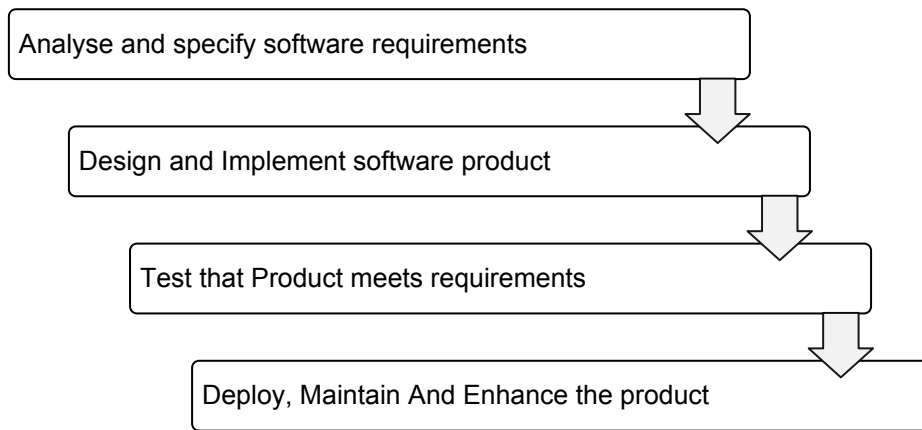 Analyse and specify software requirements
Design and Implement software product
Test that Product meets requirements
Deploy, Maintain And Enhance the product